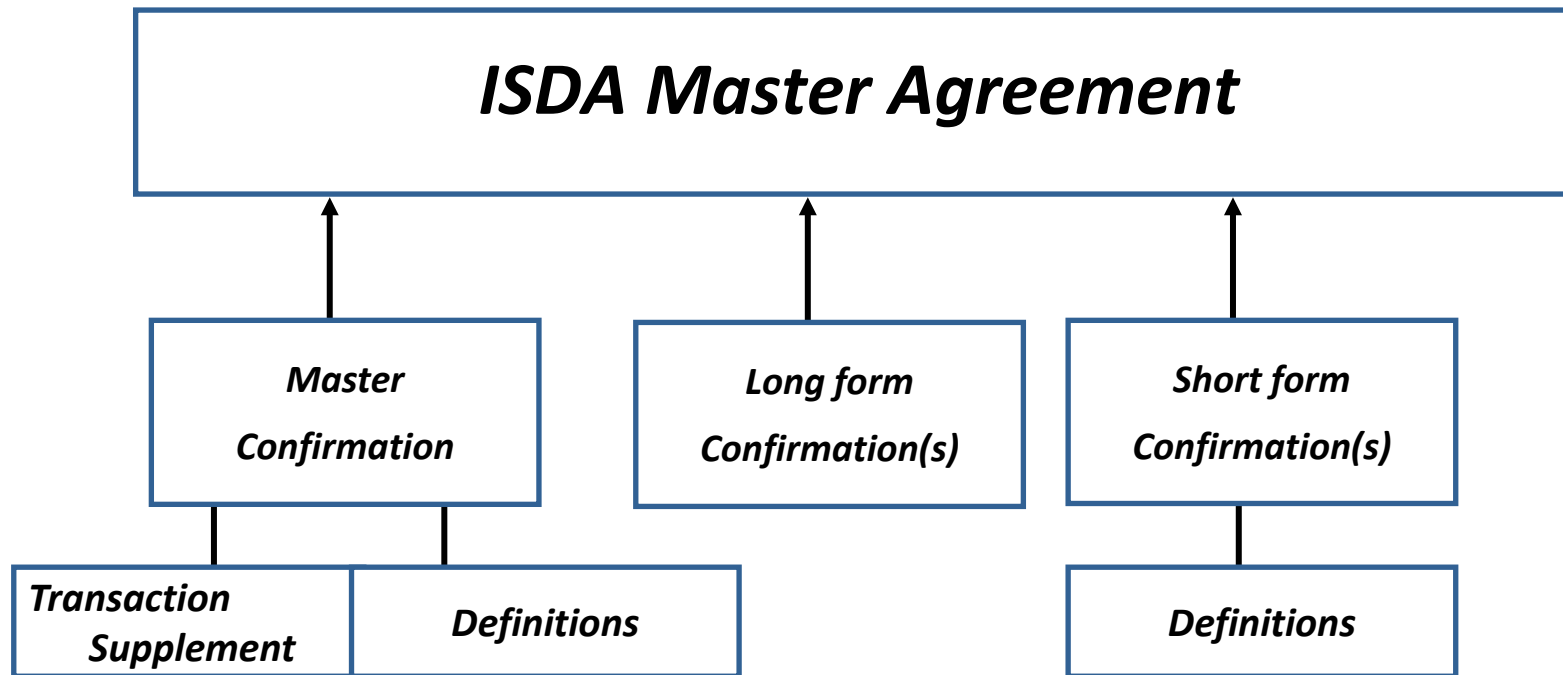 ISDA Master Agreement
Master
Confirmation
Long form
Confirmation(s)
Short form
Confirmation(s)
Transaction
Supplement
Definitions
Definitions